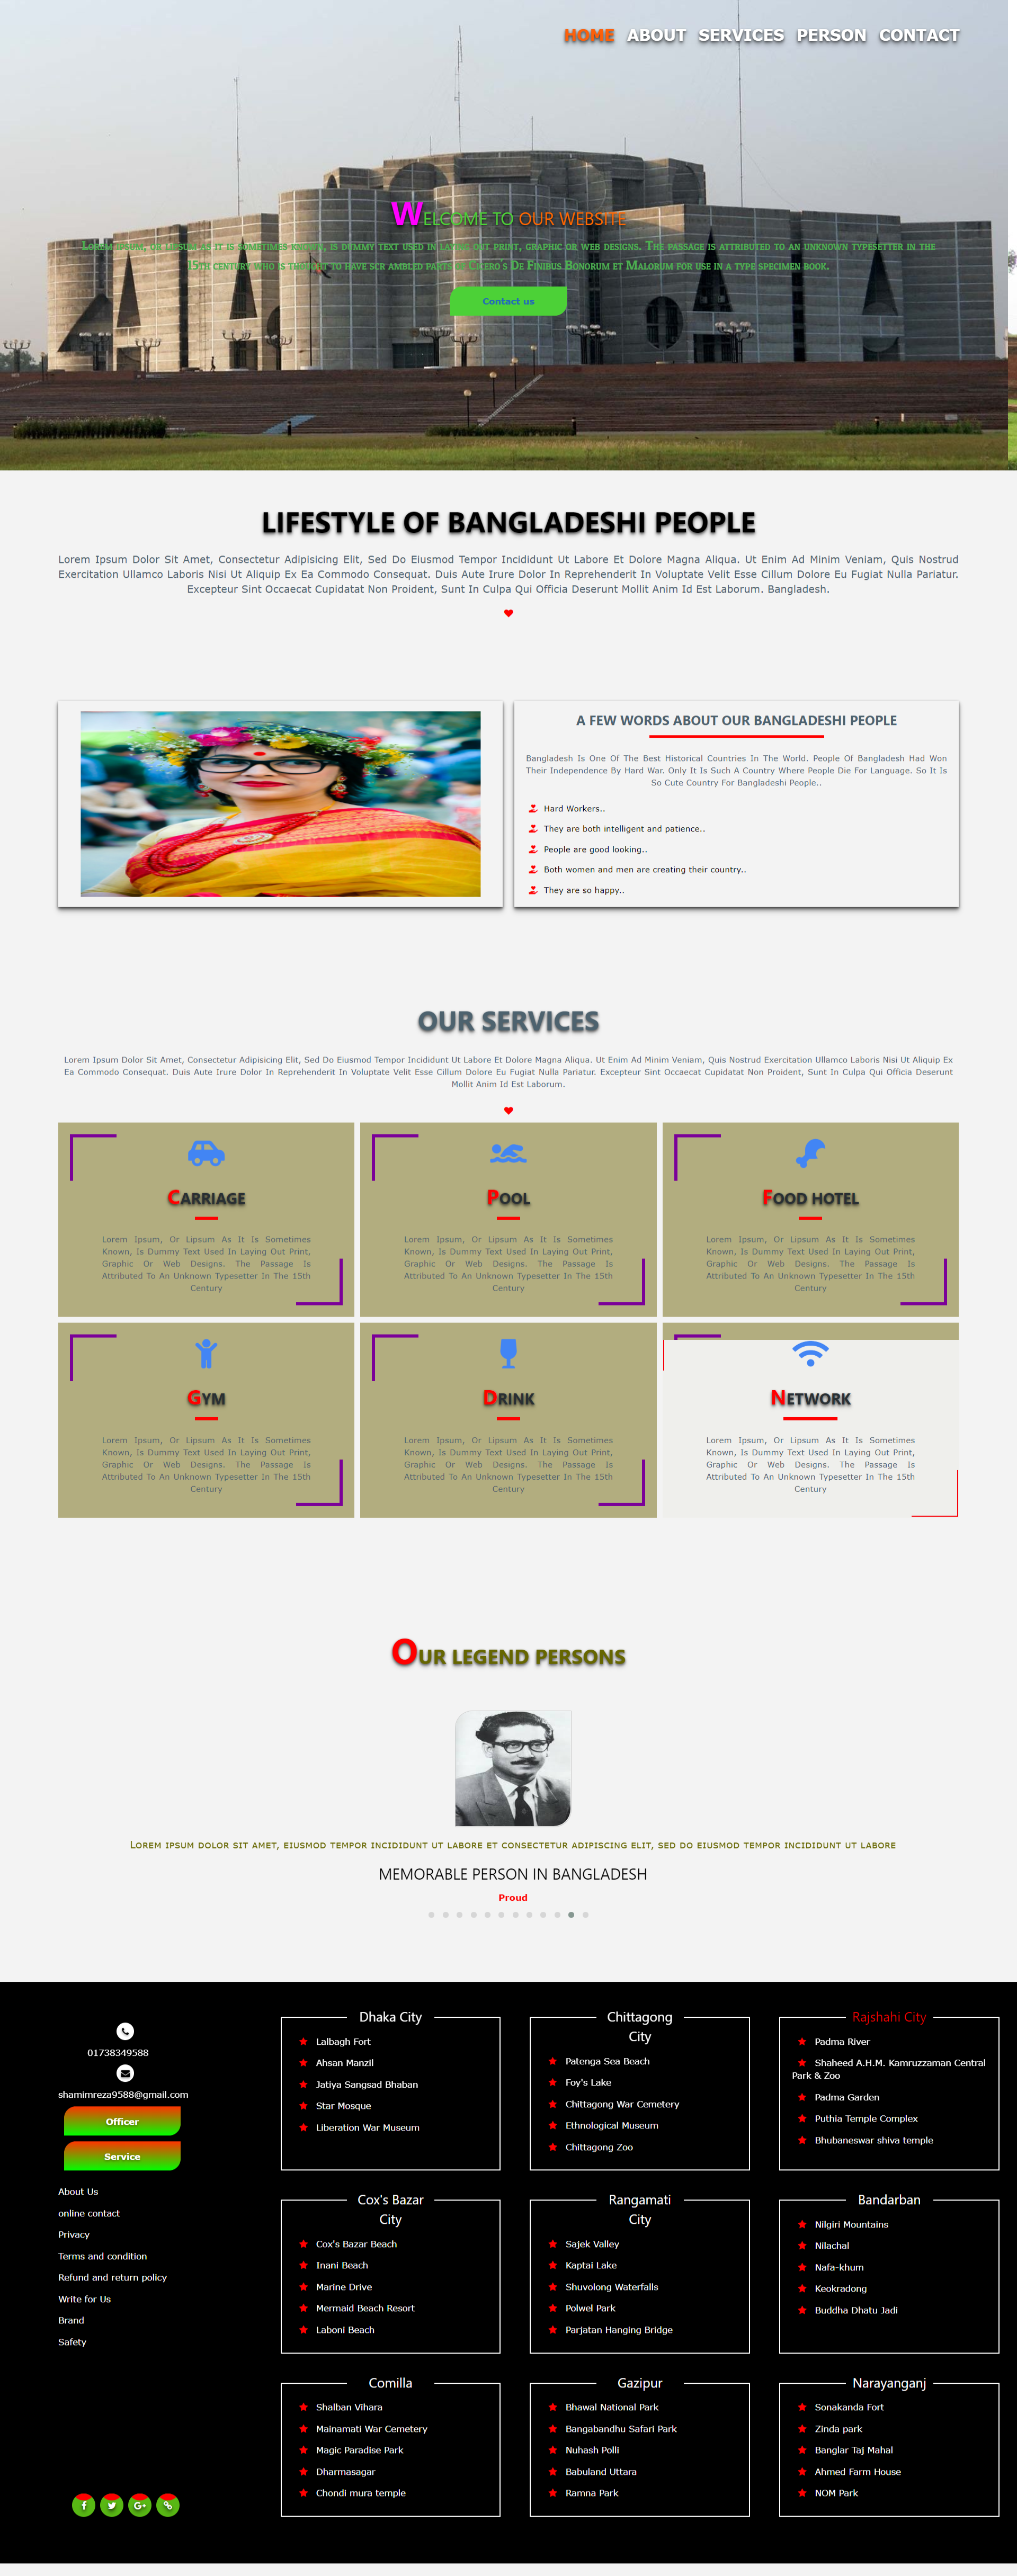 HOME ABOUT SERVICES PERSON CONTACT
WELCOME TO OUR WEBSITE
Lorem ipsum, or lipsum as it is sometimes known, is dummy text used in laying out print, graphic or web designs. The passage is attributed to an unknown typesetter in the
15th century who is thought to have scr ambled parts of Cicero's De Finibus Bonorum et Malorum for use in a type specimen book.
Contact us
LIFESTYLE OF BANGLADESHI PEOPLE
Lorem Ipsum Dolor Sit Amet, Consectetur Adipisicing Elit, Sed Do Eiusmod Tempor Incididunt Ut Labore Et Dolore Magna Aliqua. Ut Enim Ad Minim Veniam, Quis Nostrud
Exercitation Ullamco Laboris Nisi Ut Aliquip Ex Ea Commodo Consequat. Duis Aute Irure Dolor In Reprehenderit In Voluptate Velit Esse Cillum Dolore Eu Fugiat Nulla Pariatur.
Excepteur Sint Occaecat Cupidatat Non Proident, Sunt In Culpa Qui Officia Deserunt Mollit Anim Id Est Laborum. Bangladesh.
A FEW WORDS ABOUT OUR BANGLADESHI PEOPLE
Bangladesh Is One Of The Best Historical Countries In The World. People Of Bangladesh Had Won
Their Independence By Hard War. Only It Is Such A Country Where People Die For Language. So It Is
So Cute Country For Bangladeshi People..
Hard Workers..
They are both intelligent and patience..
People are good looking..
Both women and men are creating their country..
They are so happy..
OUR SERVICES
Lorem Ipsum Dolor Sit Amet, Consectetur Adipisicing Elit, Sed Do Eiusmod Tempor Incididunt Ut Labore Et Dolore Magna Aliqua. Ut Enim Ad Minim Veniam, Quis Nostrud Exercitation Ullamco Laboris Nisi Ut Aliquip Ex
Ea Commodo Consequat. Duis Aute Irure Dolor In Reprehenderit In Voluptate Velit Esse Cillum Dolore Eu Fugiat Nulla Pariatur. Excepteur Sint Occaecat Cupidatat Non Proident, Sunt In Culpa Qui Officia Deserunt
Mollit Anim Id Est Laborum.
CARRIAGE
Lorem Ipsum, Or Lipsum As It Is Sometimes
Known, Is Dummy Text Used In Laying Out Print,
Graphic Or Web Designs. The Passage Is
Attributed To An Unknown Typesetter In The 15th
Century
POOL
Lorem Ipsum, Or Lipsum As It Is Sometimes
Known, Is Dummy Text Used In Laying Out Print,
Graphic Or Web Designs. The Passage Is
Attributed To An Unknown Typesetter In The 15th
Century
FOOD HOTEL
Lorem Ipsum, Or Lipsum As It Is Sometimes
Known, Is Dummy Text Used In Laying Out Print,
Graphic Or Web Designs. The Passage Is
Attributed To An Unknown Typesetter In The 15th
Century
GYM
Lorem Ipsum, Or Lipsum As It Is Sometimes
Known, Is Dummy Text Used In Laying Out Print,
Graphic Or Web Designs. The Passage Is
Attributed To An Unknown Typesetter In The 15th
Century
DRINK
Lorem Ipsum, Or Lipsum As It Is Sometimes
Known, Is Dummy Text Used In Laying Out Print,
Graphic Or Web Designs. The Passage Is
Attributed To An Unknown Typesetter In The 15th
Century
NETWORK
Lorem Ipsum, Or Lipsum As It Is Sometimes
Known, Is Dummy Text Used In Laying Out Print,
Graphic Or Web Designs. The Passage Is
Attributed To An Unknown Typesetter In The 15th
Century
OUR LEGEND PERSONS
Lorem ipsum dolor sit amet, eiusmod tempor incididunt ut labore et consectetur adipiscing elit, sed do eiusmod tempor incididunt ut labore
MEMORABLE PERSON IN BANGLADESH
Proud
01738349588
shamimreza9588@gmail.com
Officer
Service
About Us
online contact
Privacy
Terms and condition
Refund and return policy
Write for Us
Brand
Safety
Dhaka City
Lalbagh Fort
Ahsan Manzil
Jatiya Sangsad Bhaban
Star Mosque
Liberation War Museum
Chittagong
City
Patenga Sea Beach
Foy's Lake
Chittagong War Cemetery
Ethnological Museum
Chittagong Zoo
Rajshahi City
Padma River
Shaheed A.H.M. Kamruzzaman Central
Park & Zoo
Padma Garden
Puthia Temple Complex
Bhubaneswar shiva temple
Cox's Bazar
City
Cox's Bazar Beach
Inani Beach
Marine Drive
Mermaid Beach Resort
Laboni Beach
Rangamati
City
Sajek Valley
Kaptai Lake
Shuvolong Waterfalls
Polwel Park
Parjatan Hanging Bridge
Bandarban
Nilgiri Mountains
Nilachal
Nafa-khum
Keokradong
Buddha Dhatu Jadi
Comilla
Shalban Vihara
Mainamati War Cemetery
Magic Paradise Park
Dharmasagar
Chondi mura temple
Gazipur
Bhawal National Park
Bangabandhu Safari Park
Nuhash Polli
Babuland Uttara
Ramna Park
Narayanganj
Sonakanda Fort
Zinda park
Banglar Taj Mahal
Ahmed Farm House
NOM Park